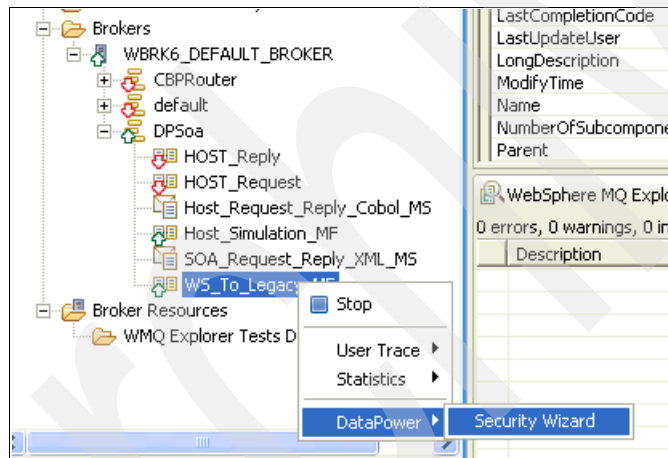 Brokers
WBRK6_DEFAULT_BROKER
CBPRouter
default
DPSoa
HOST_Reply
HOST_Request
Host_Request_Reply_Cobol_MS
Host_Simulation_MF
SOA_Request_Reply_XML_MS
WS_To_Legacy_MF
Broker Resources
WMQ Explorer Tests D
Stop
User Trace
Statistics
DataPower
Security Wizard
LastCompletionCode
LastUpdateUser
LongDescription
ModifyTime
Name
NumberOfSubcompone
Parent
WebSphere MQ Explo
0 errors, 0 warnings, 0 in
Description